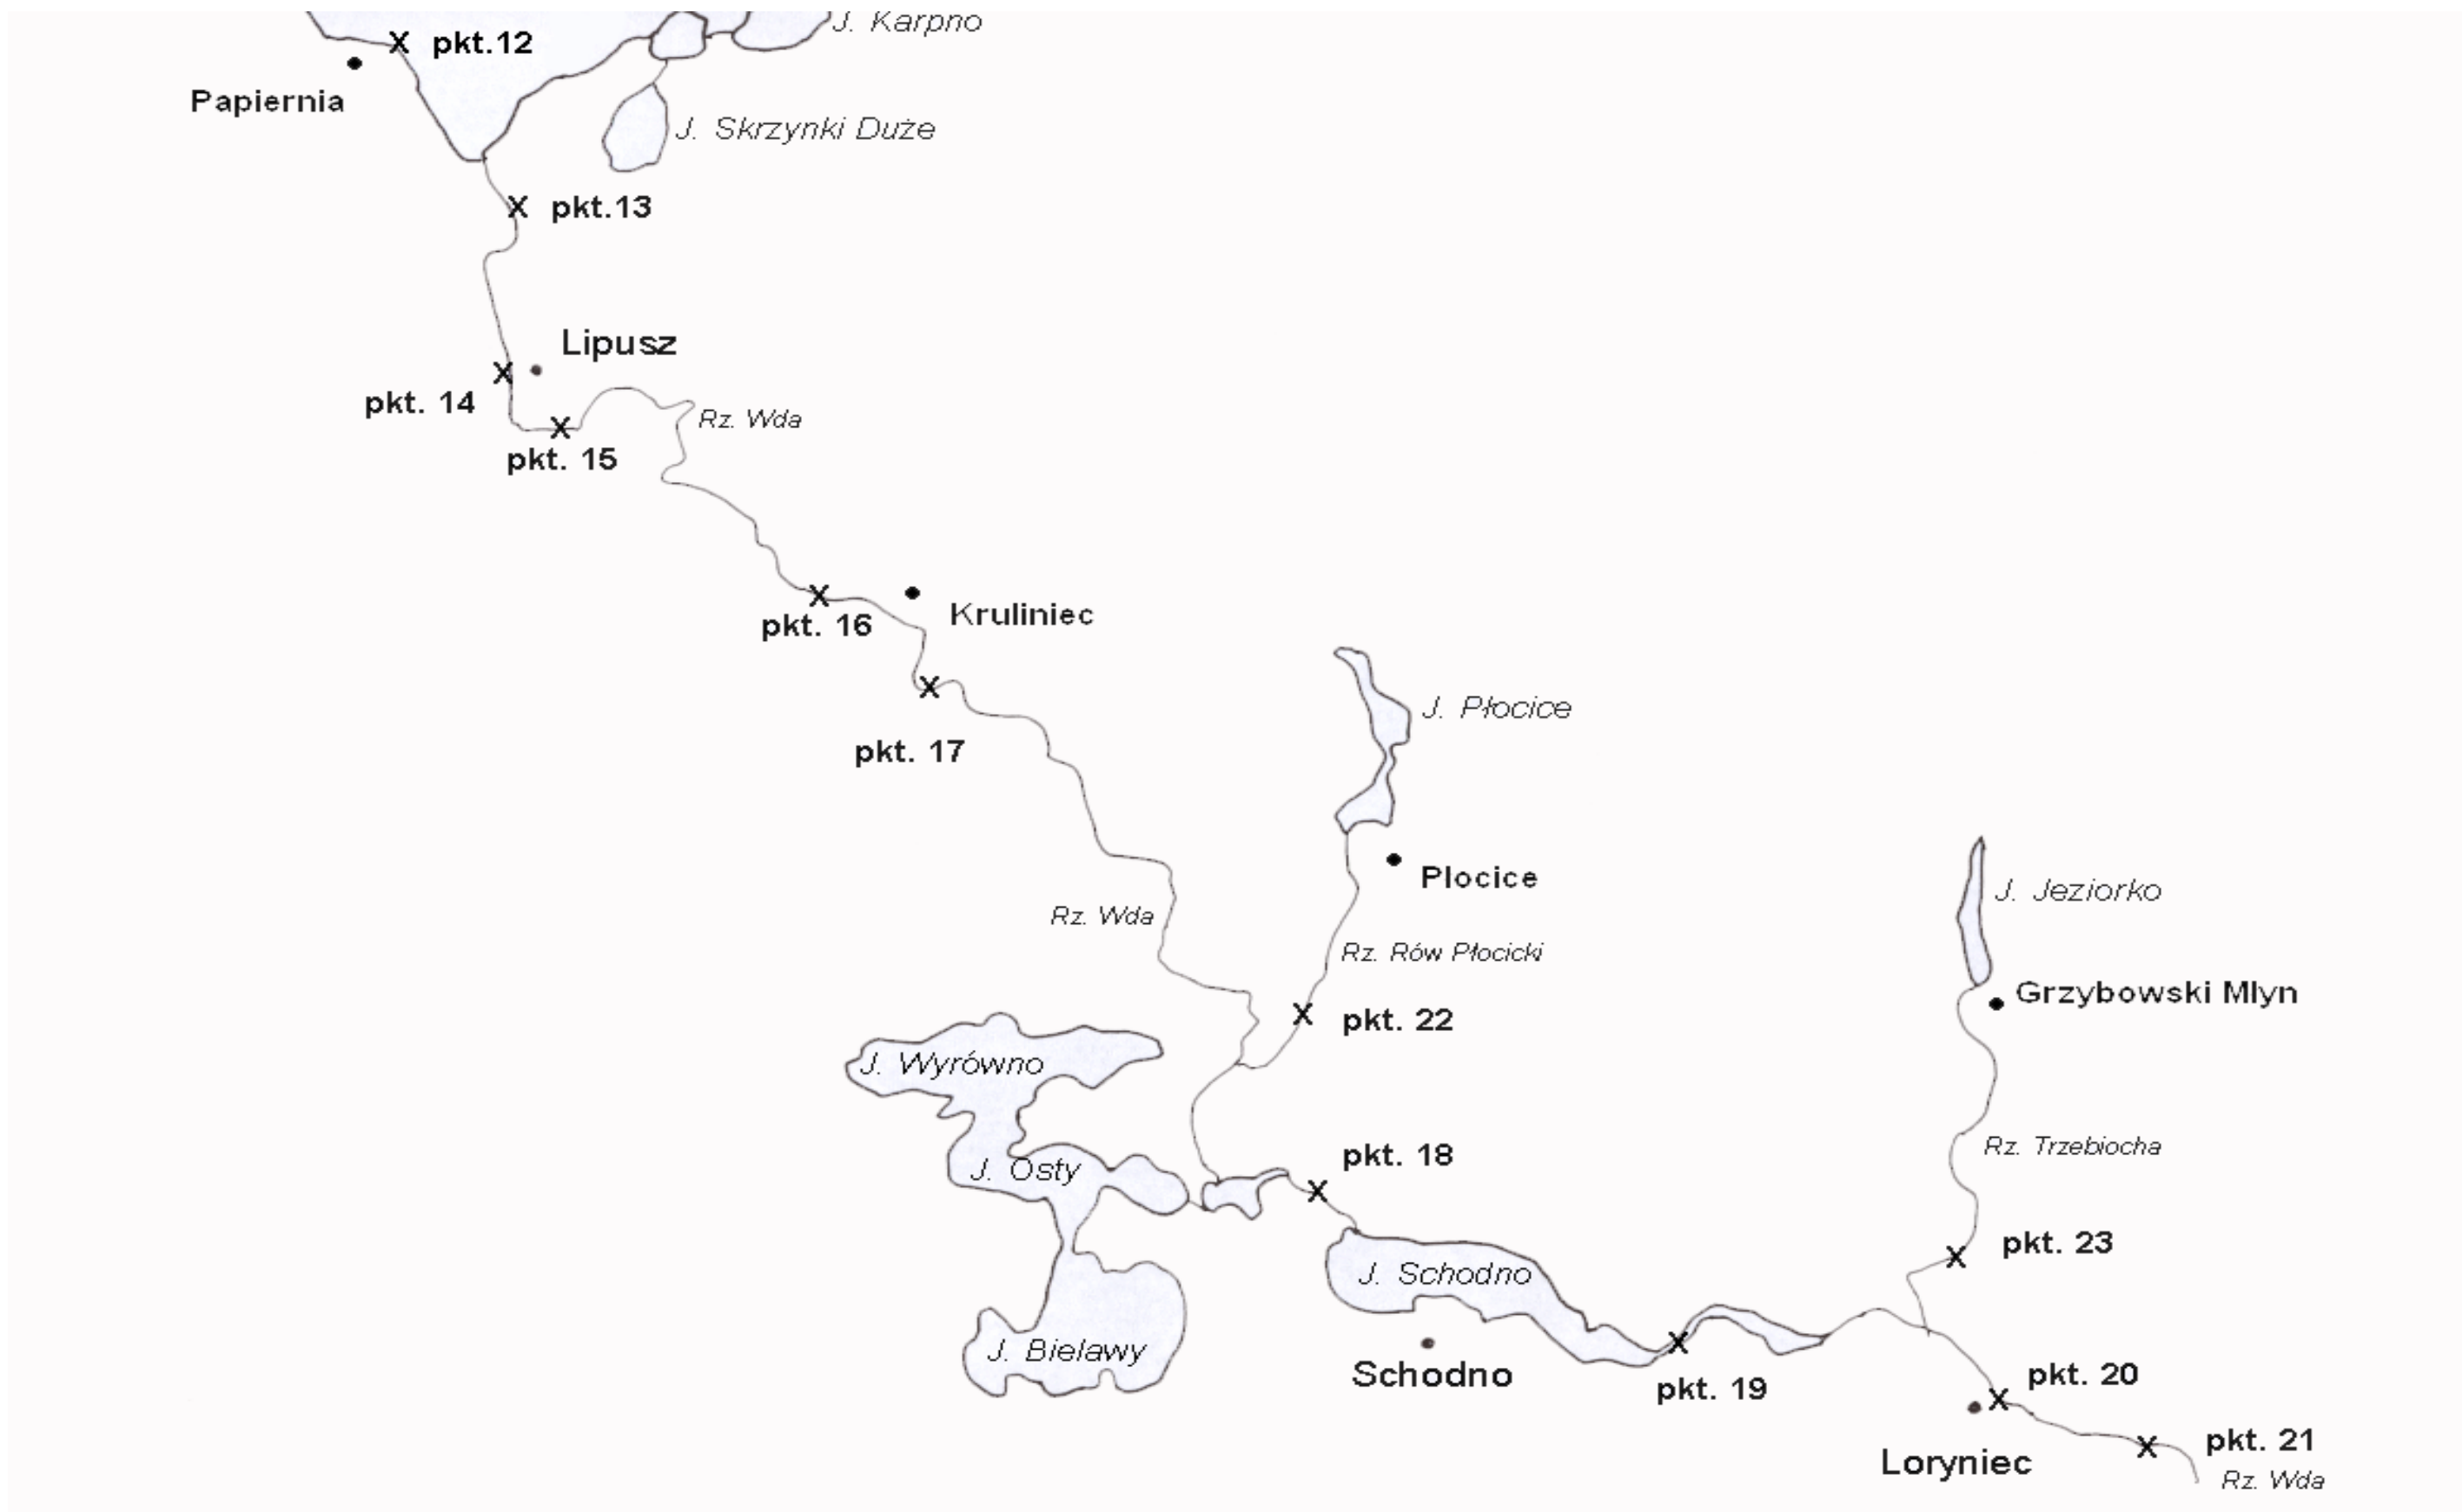 J. Karpno
pkt.12
Papiernia
J. Skrzynki Duże
pkt.13
Lipusz
pkt. 14
Rz. Wda
pkt. 15
Kruliniec
pkt. 16
J. Płocice
pkt. 17
Plocice
J. Jeziorko
Rz. Wda
Rz. Rów Płocicki
Grzybowski Mlyn
pkt. 22
J. Wyrówno
Rz. Trzebiocha
pkt. 18
J. Osty
pkt. 23
J. Schodno
J. Bielawy
Schodno
pkt. 19
pkt. 20
pkt. 21
Loryniec
Rz. Wda